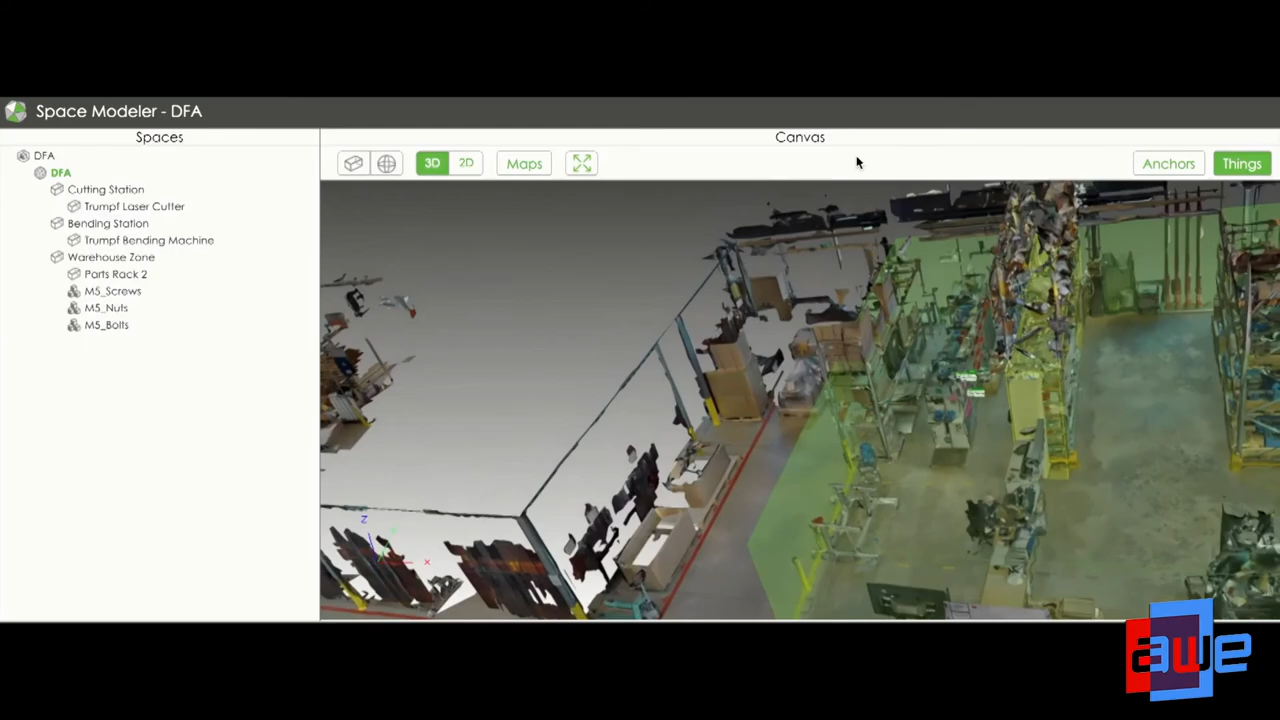 Space Modeler - DFA
Spaces
DFA
DFA
Cutting Station
Trumpf Laser Cutter
Bending Station
Trumpf Bending Machine
Warehouse Zone
Parts Rack 2
M5_Screws
M5_Nuts
M5_Bolts
Canvas
3D
2D
Maps
Anchors
Things
z
x
awe